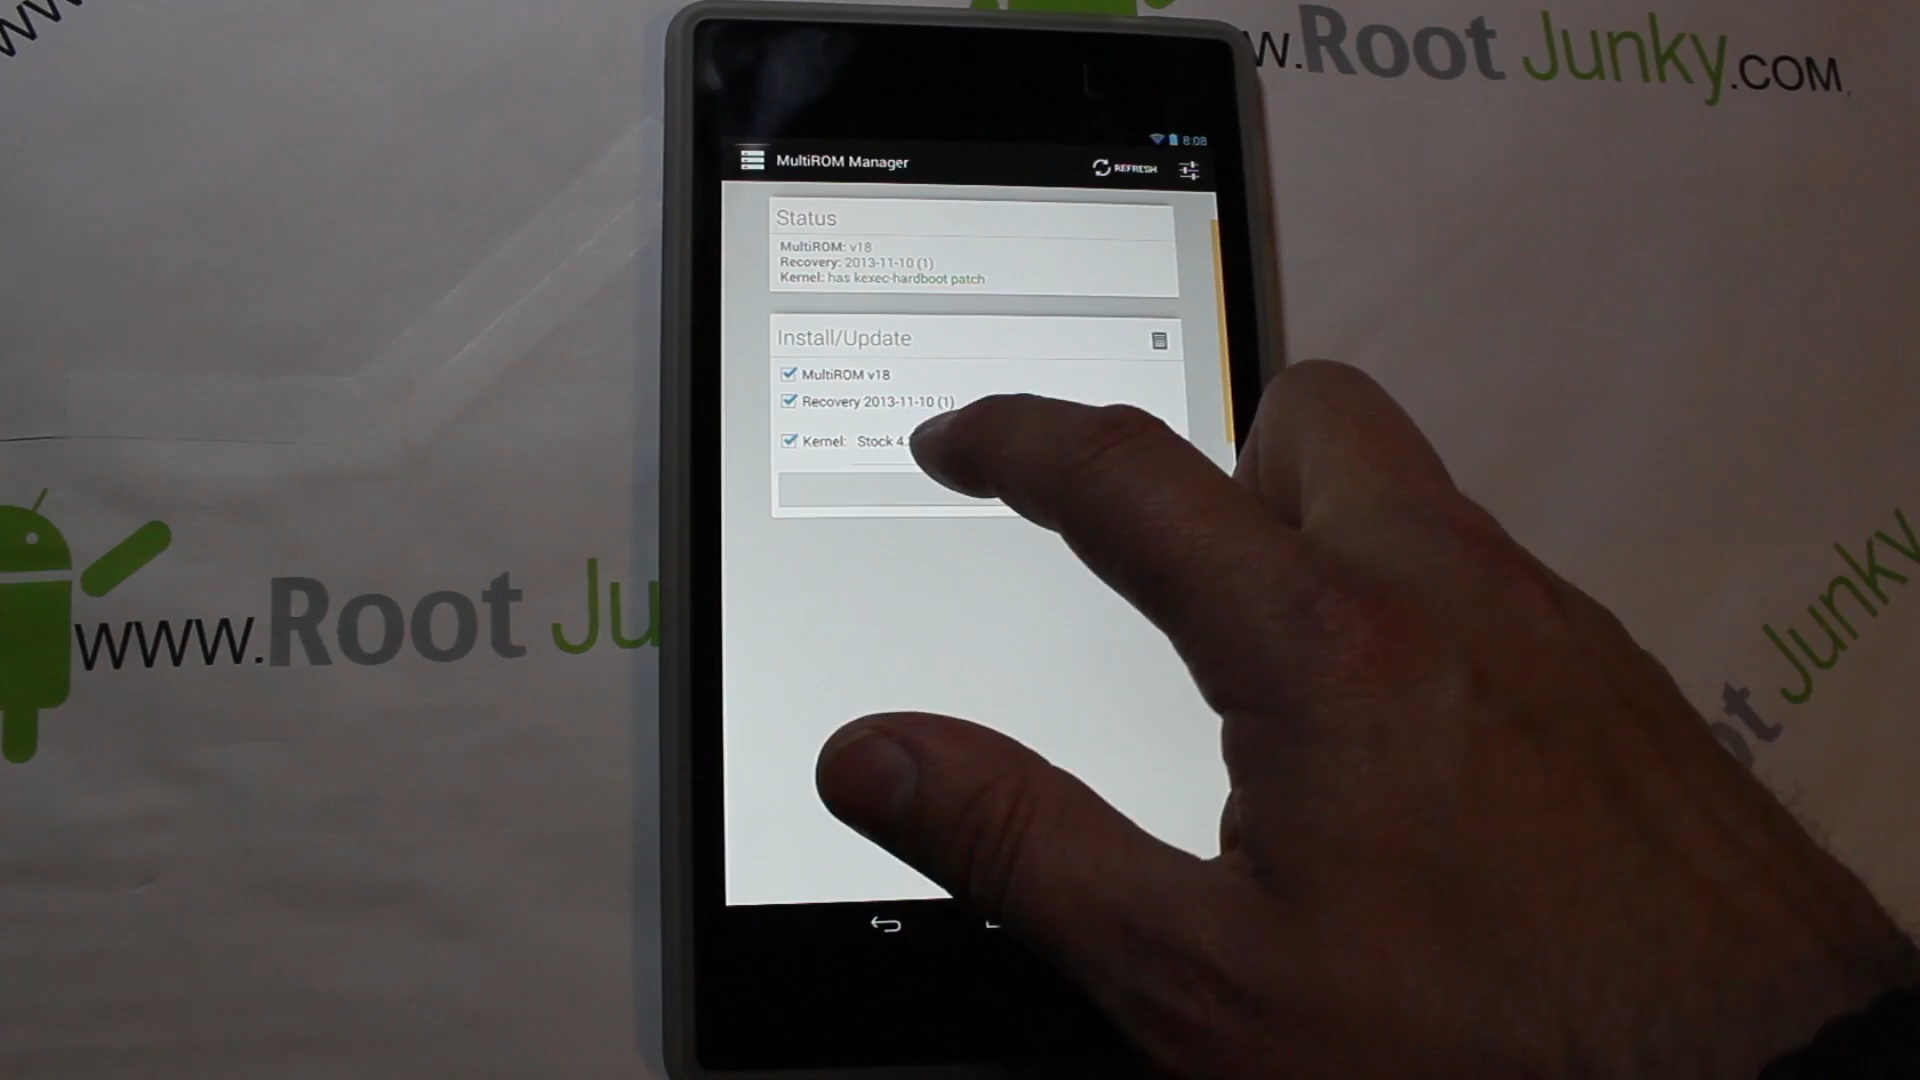 W.Root Junky.COM
8:08
MultiROM Manager
REFRESH
Status
MultiROM: v18
Recovery: 2013-11-10 (1)
Kernel: has kexec-hardboot patch
Install/Update
MultiROM v18
Recovery 2013-11-10 (1)
Kernel: Stock 4.
www.Root Ju
ot Junky